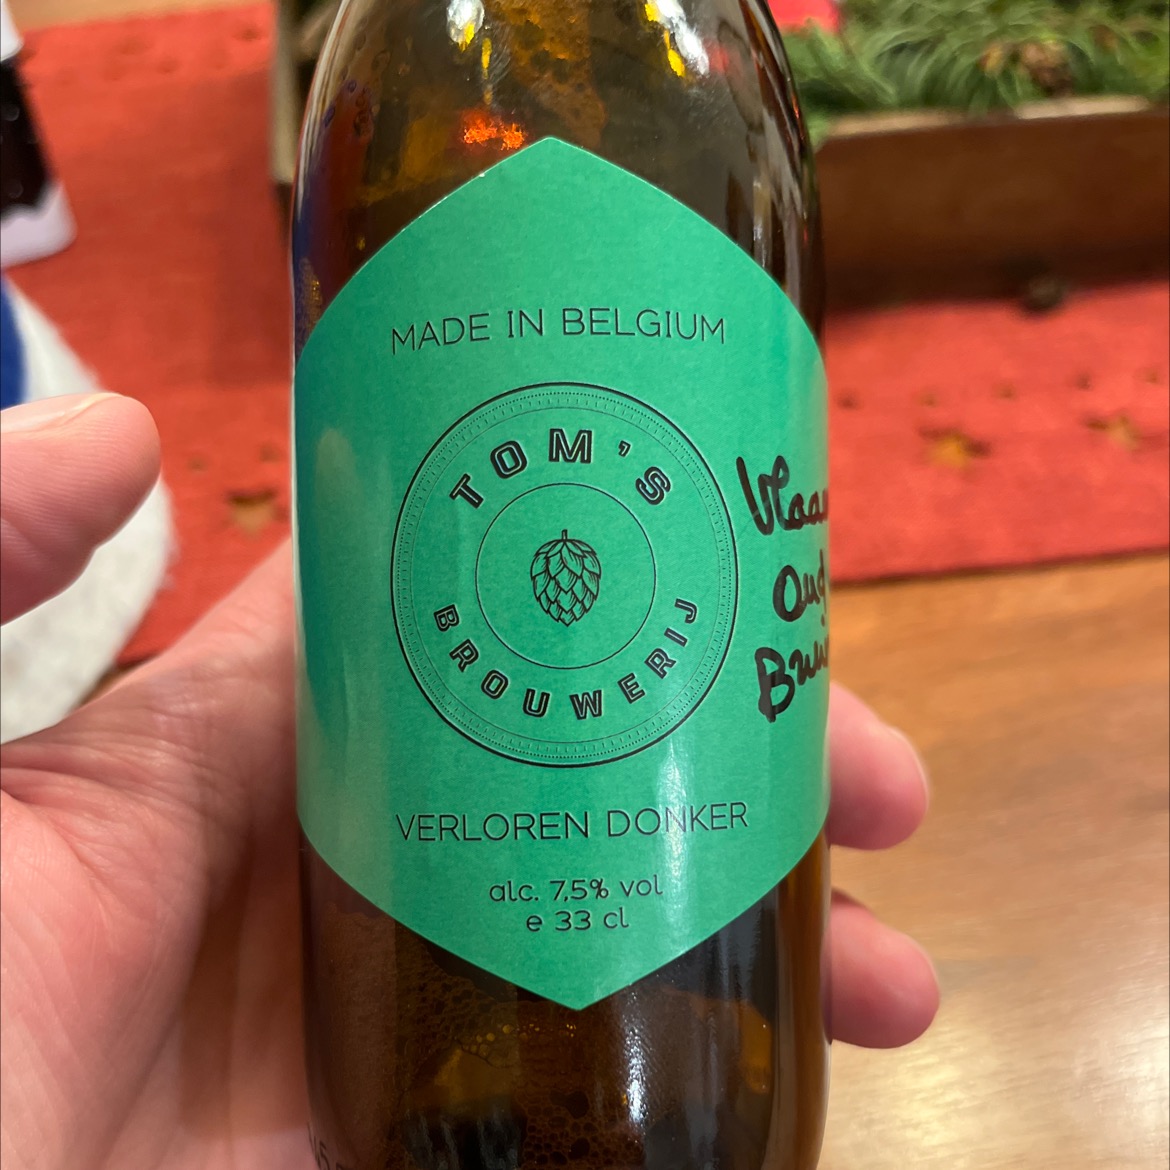 MADE IN BELGIUM
TOM'S
BROUWERIJ
VERLOREN DONKER
alc. 7,5% vol
e 33 cl